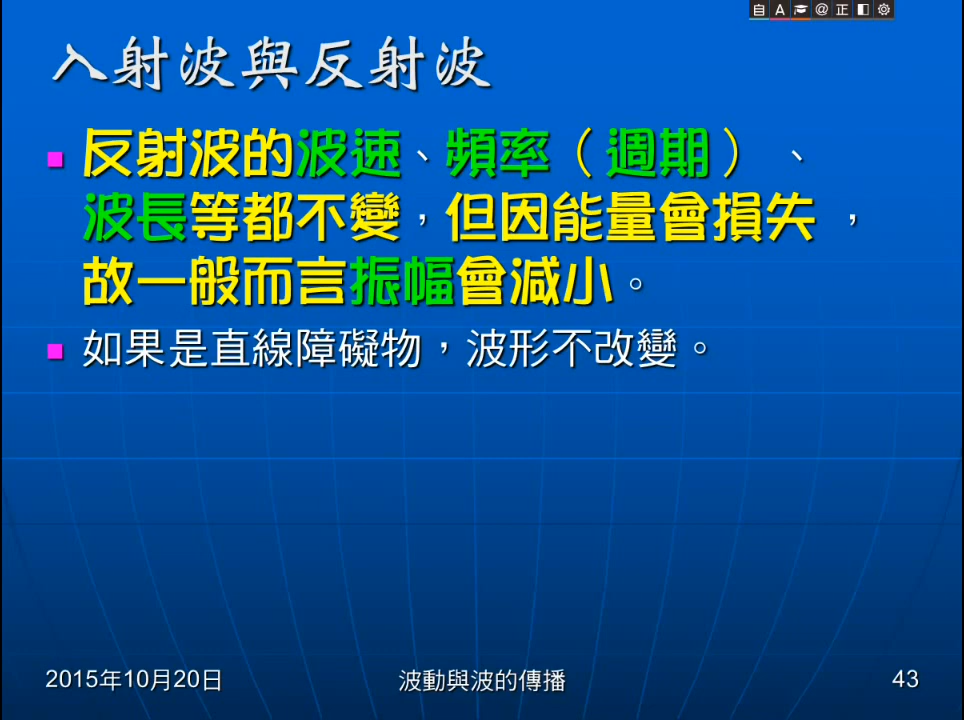 自 A @ 正
入射波與反射波
反射波的波速、頻率（週期）、
波長等都不變，但因能量會損失，
故一般而言振幅會減小。
如果是直線障礙物，波形不改變。
2015年10月20日 波動與波的傳播 43